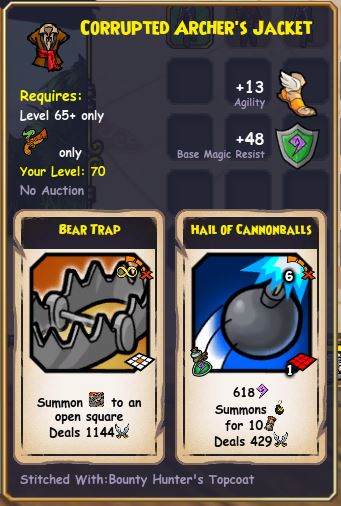 CORRUPTED ARCHER'S JACKET
+13
Agility
Requires:
Level 65+ only
only
+48
Base Magic Resist
Your Level: 70
No Auction
BEAR TRAP
Summon to an
open square
Deals 1144
HAIL OF CANNONBALLS
6
1
618
Summons
for 10
Deals 429
Stitched With:Bounty Hunter's Topcoat